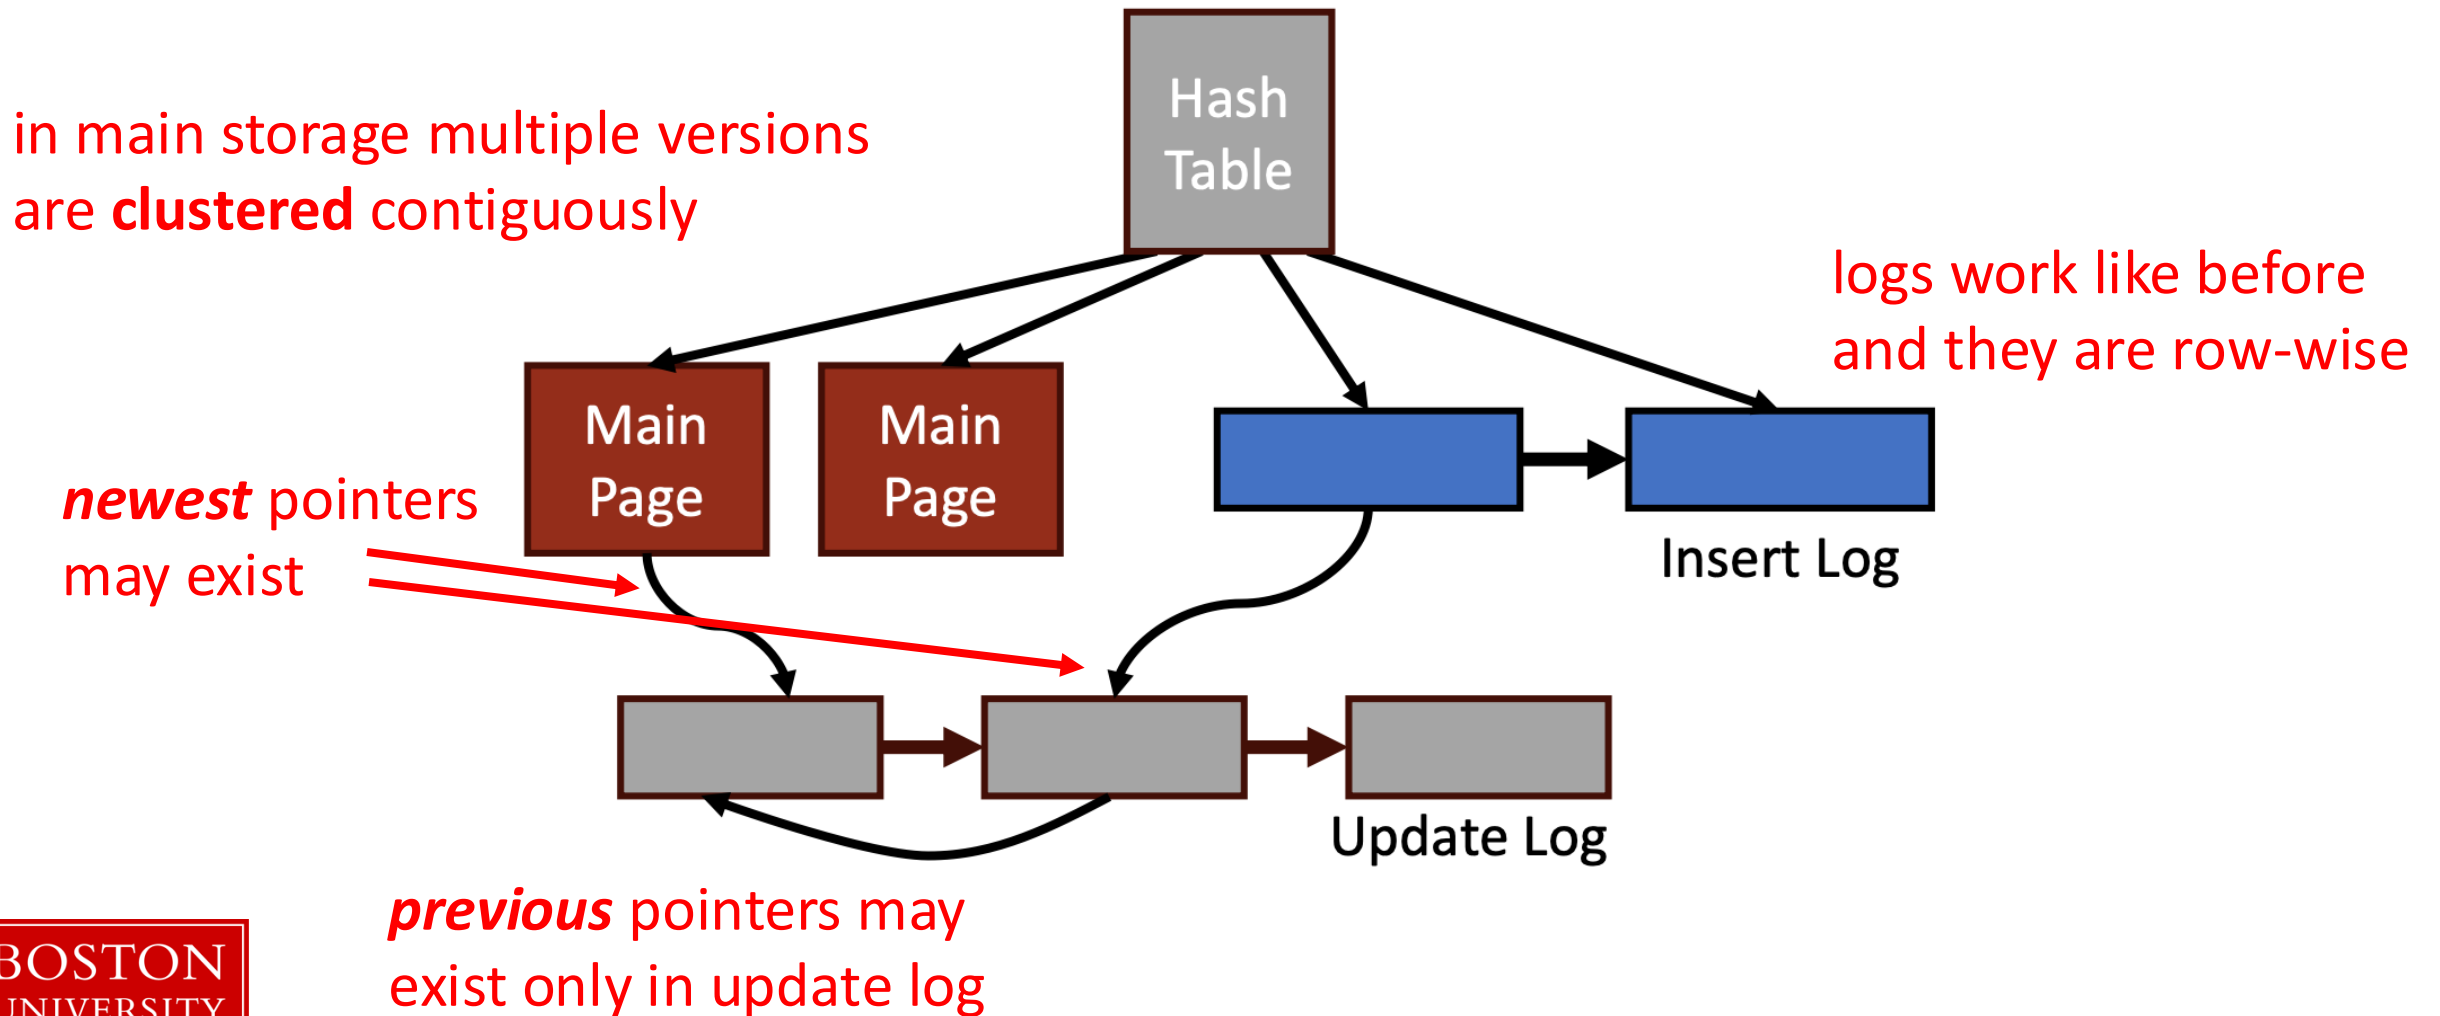 Hash
Table
in main storage multiple versions
are clustered contiguously
logs work like before
and they are row-wise
Main
Page
Main
Page
newest pointers
may exist
Insert Log
Update Log
previous pointers may
exist only in update log
BOSTON
UNIVERSITY